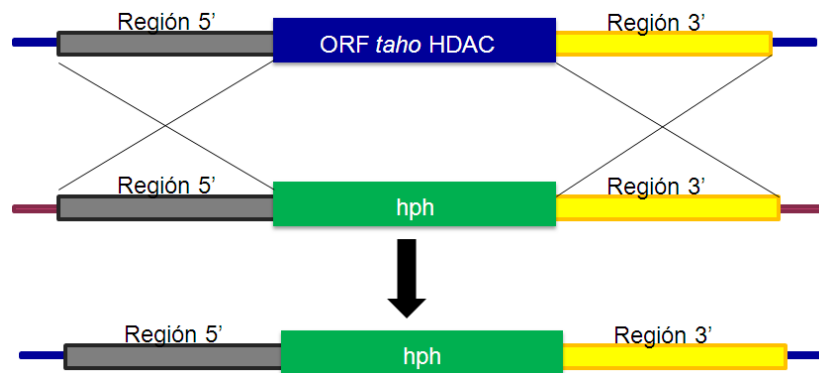 Región 5’
ORF taho HDAC
Región 3’
Región 5’
hph
Región 3’
Región 5’
hph
Región 3’